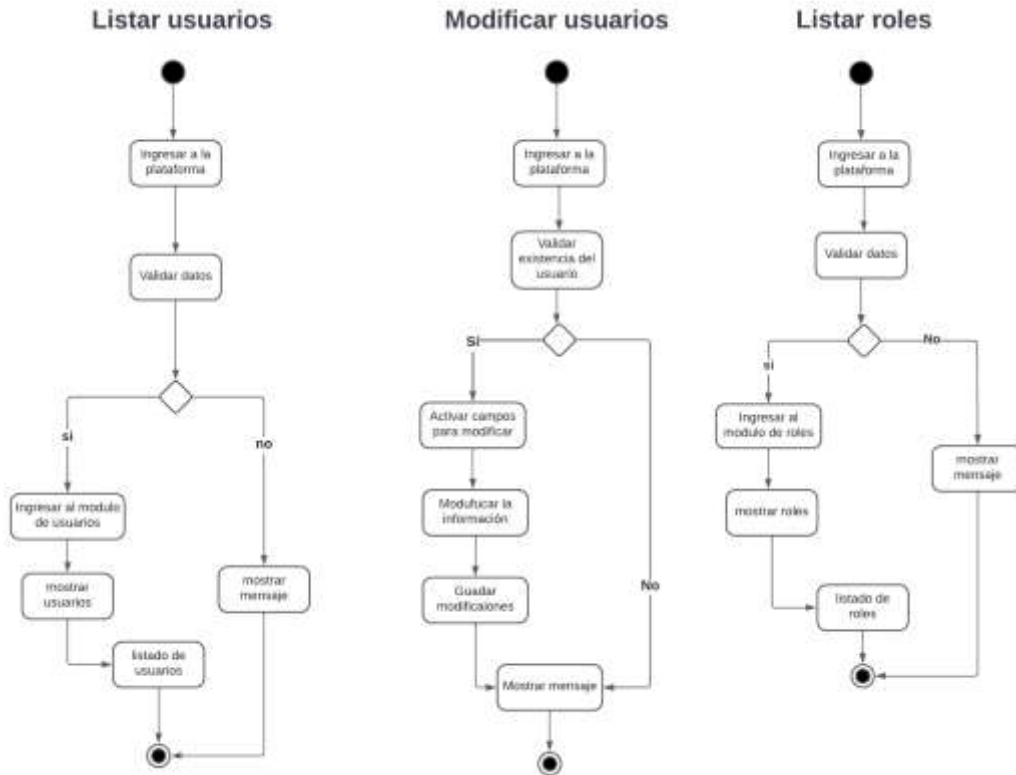 Listar usuarios
Ingresar a la
plataforma
Validar datos
si
no
Ingresar al modulo
de usuarios
mostrar
usuarios
mostrar
mensaje
listado de
usuarios
Modificar usuarios
Ingresar a la
plataforma
Validar
existencia del
usuario
Si
No
Activar campos
para modificar
Modufucar la
información
Guadar
modificaiones
Mostrar mensaje
Listar roles
Ingresar a la
plataforma
Validar datos
si
No
Ingresar al
modulo de roles
mostrar
mensaje
mostrar roles
listado de
roles